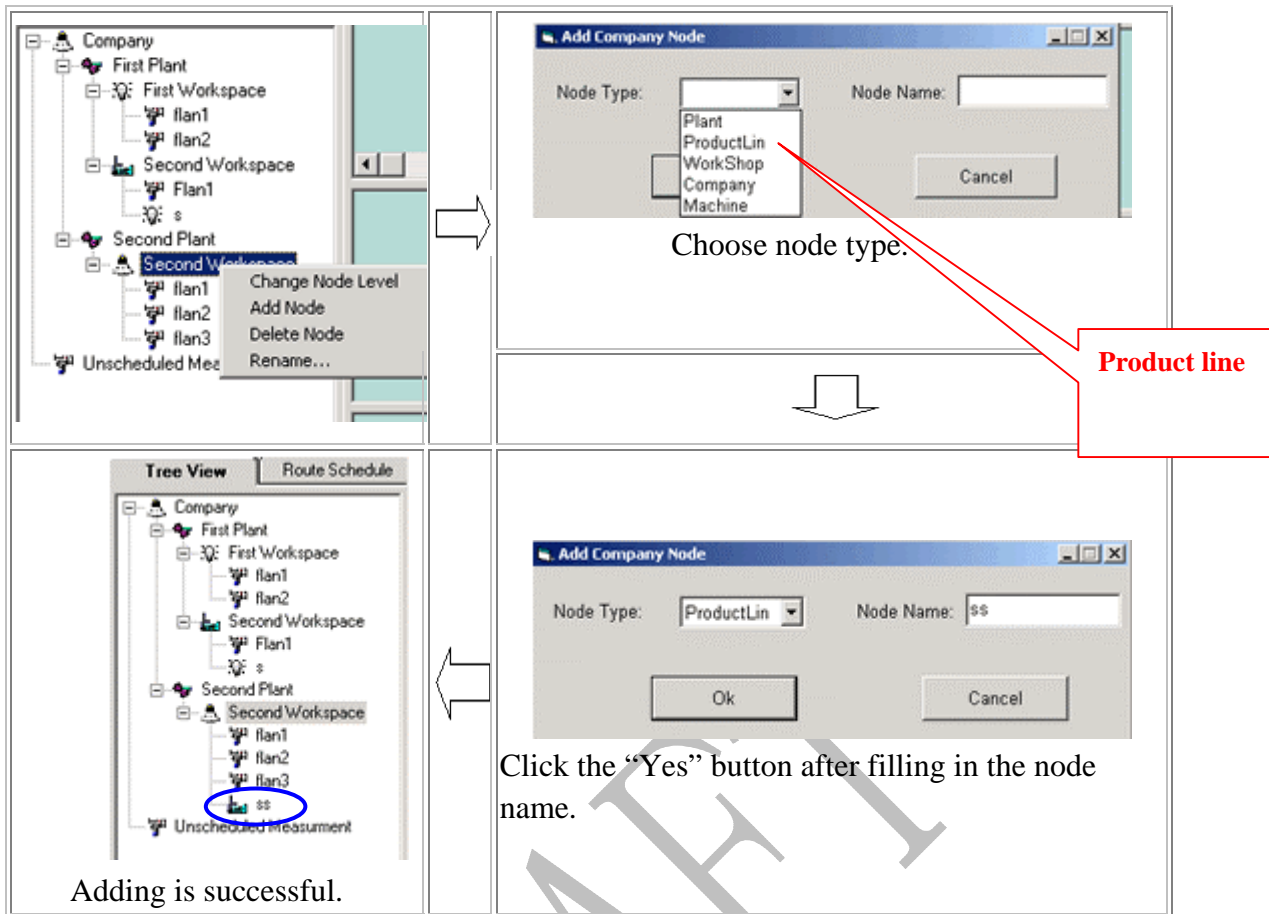 Company
First Plant
First Workspace
flan1
flan2
Second Workspace
Flan1
s
Second Plant
Second Workspace
flan1
flan2
flan3
Unscheduled Mea
Change Node Level
Add Node
Delete Node
Rename...
Add Company Node
Node Type:
Node Name:
Plant
ProductLin
WorkShop
Company
Machine
Cancel
Choose node type.
Product line
Tree View Route Schedule
Company
First Plant
First Workspace
flan1
flan2
Second Workspace
Flan1
s
Second Plant
Second Workspace
flan1
flan2
flan3
ss
Unscheduled Measurment
Adding is successful.
Add Company Node
Node Type: ProductLin Node Name: ss
Ok Cancel
Click the “Yes” button after filling in the node
name.